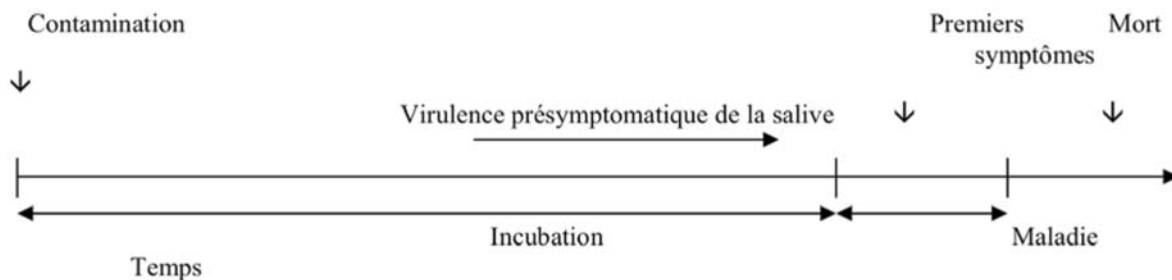 Contamination
Premiers
symptômes
Mort
Virulence présymptomatique de la salive
Incubation
Maladie
Temps